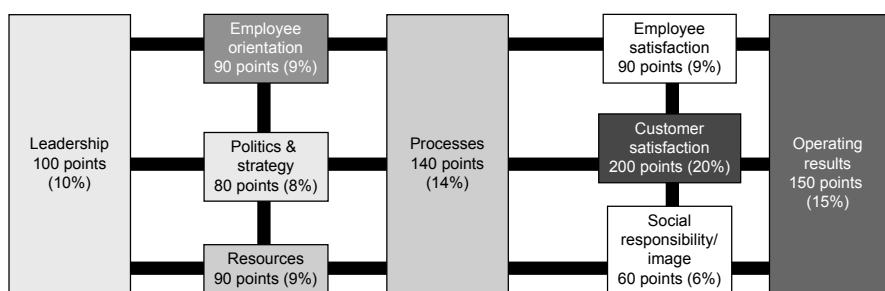 Leadership
100 points
(10%)
Employee
orientation
90 points (9%)
Politics &
strategy
80 points (8%)
Resources
90 points (9%)
Processes
140 points
(14%)
Employee
satisfaction
90 points (9%)
Customer
satisfaction
200 points (20%)
Social
responsibility/
image
60 points (6%)
Operating
results
150 points
(15%)